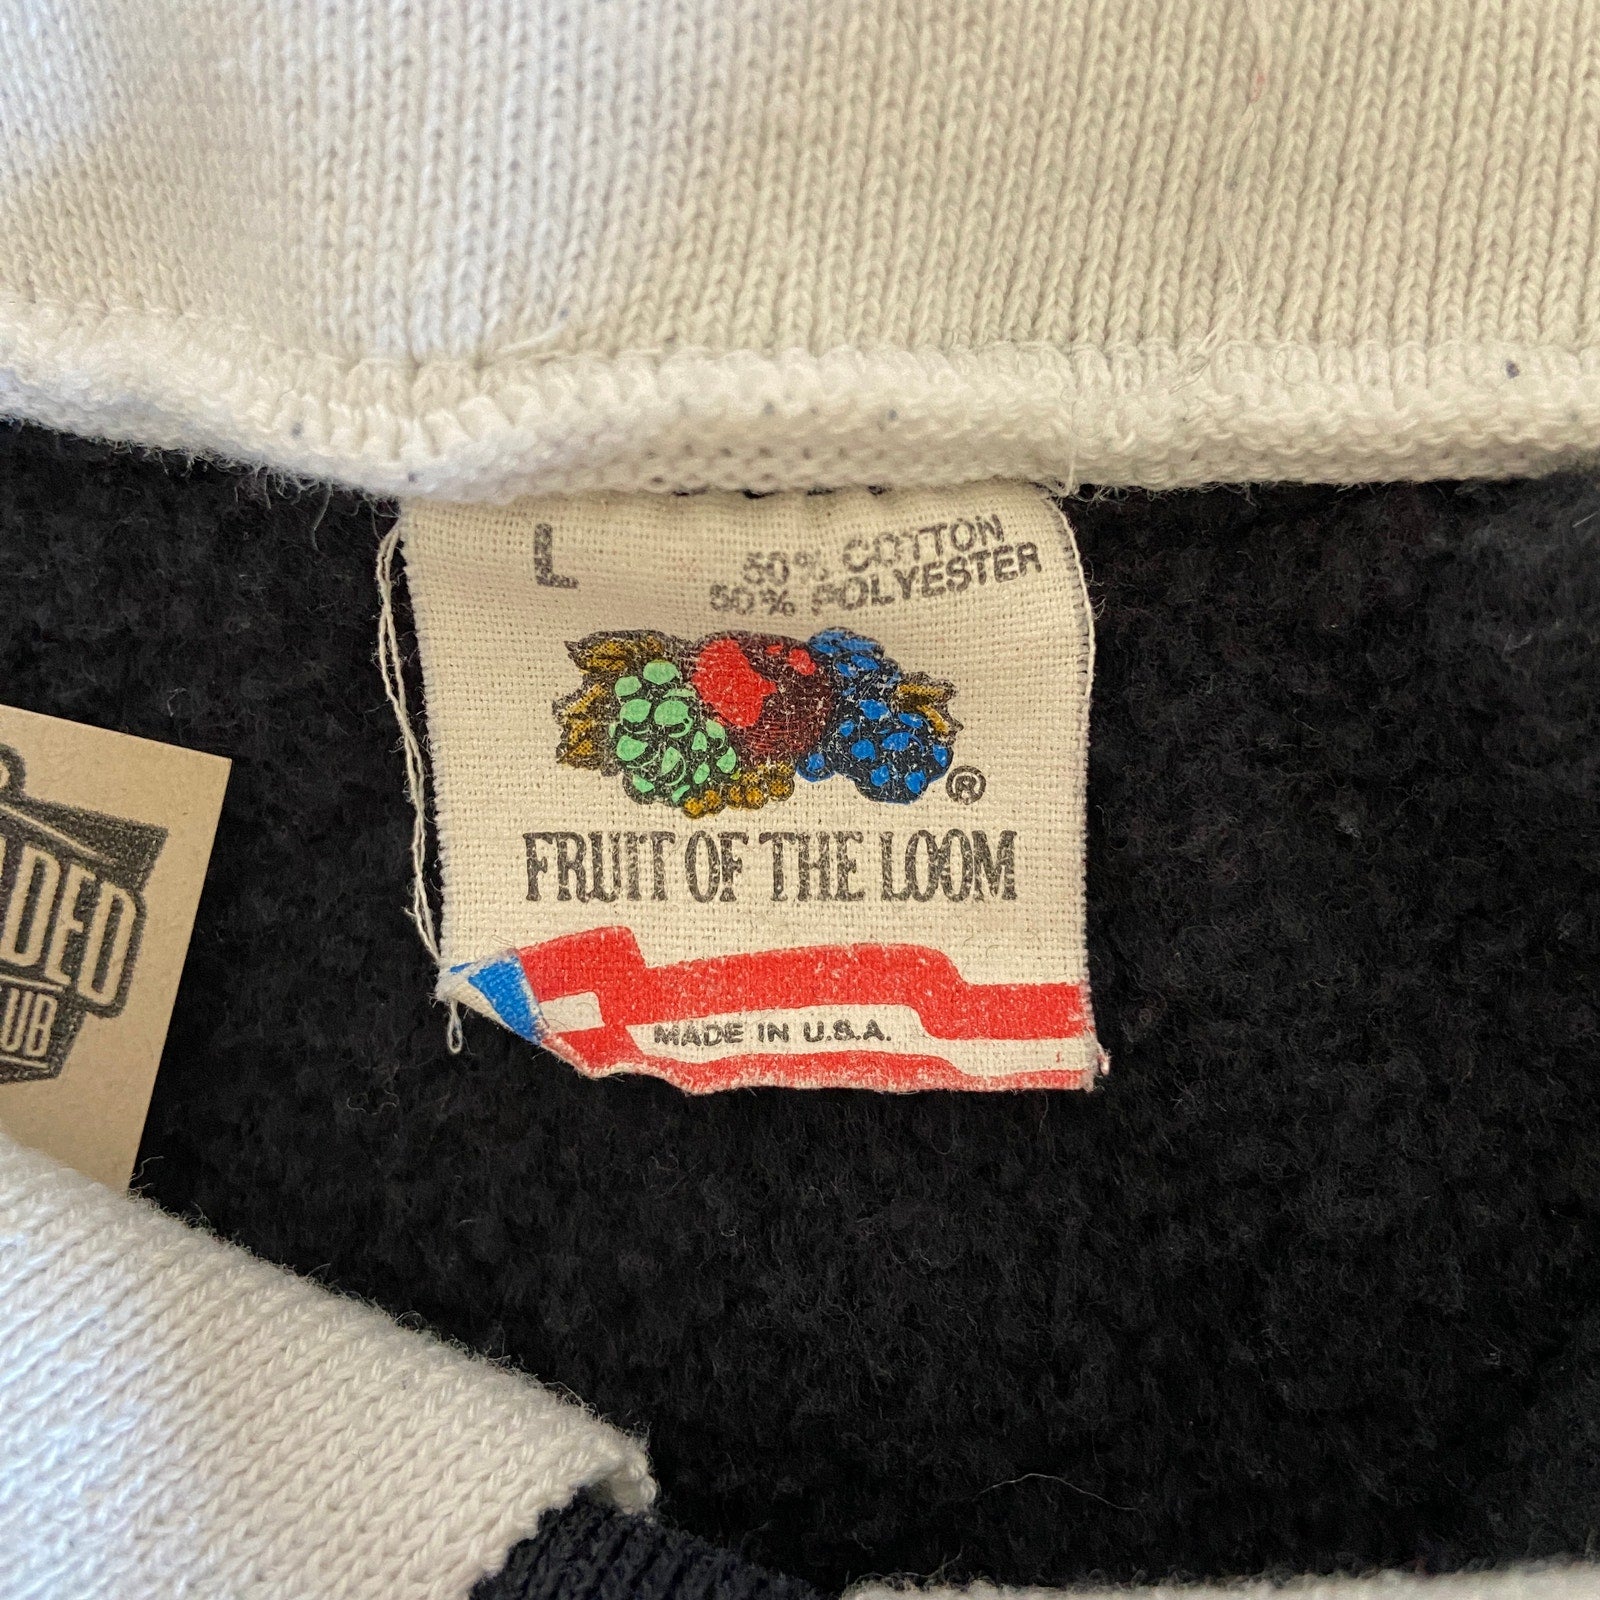 L
50% COTTON
50% POLYESTER
®
FRUIT OF THE LOOM
MADE IN U.S.A.